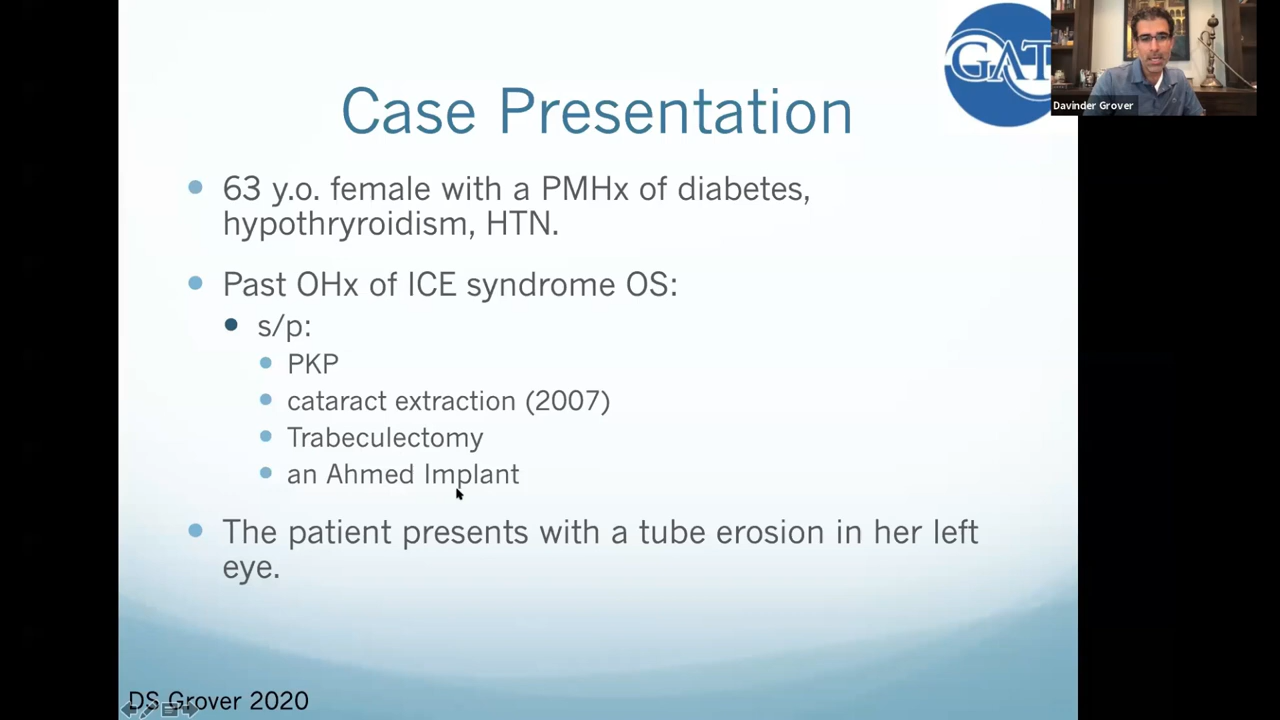 Case Presentation
GAT
Davinder Grover
63 y.o. female with a PMHx of diabetes,
hypothryroidism, HTN.
Past OHx of ICE syndrome OS:
s/p:
PKP
cataract extraction (2007)
Trabeculectomy
an Ahmed Implant
The patient presents with a tube erosion in her left
eye.
DS Grover 2020